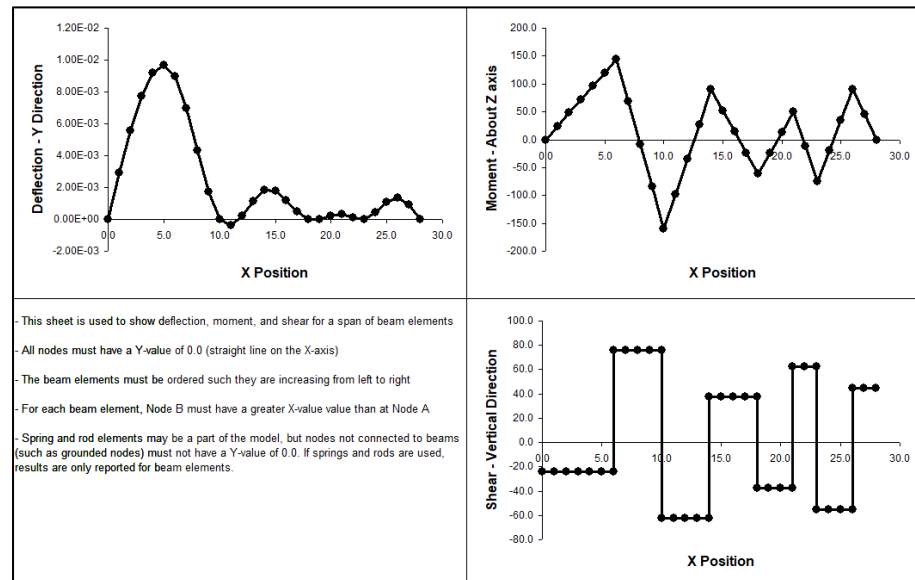 1.20E-02
1.00E-02
8.00E-03
6.00E-03
4.00E-03
2.00E-03
0.00E+00
-2.00E-03
0.0 5.0 10.0 15.0 20.0 25.0 30.0
Deflection - Y Direction
X Position
200.0
150.0
100.0
50.0
0.0
-50.0
-100.0
-150.0
-200.0
0.0 5.0 10.0 15.0 20.0 25.0 30.0
Moment - About Z axis
X Position
- This sheet is used to show deflection, moment, and shear for a span of beam elements
- All nodes must have a Y-value of 0.0 (straight line on the X-axis)
- The beam elements must be ordered such they are increasing from left to right
- For each beam element, Node B must have a greater X-value value than at Node A
- Spring and rod elements may be a part of the model, but nodes not connected to beams
(such as grounded nodes) must not have a Y-value of 0.0. If springs and rods are used,
results are only reported for beam elements.
100.0
80.0
60.0
40.0
20.0
0.0
-20.0
-40.0
-60.0
-80.0
0.0 5.0 10.0 15.0 20.0 25.0 30.0
Shear - Vertical Direction
X Position